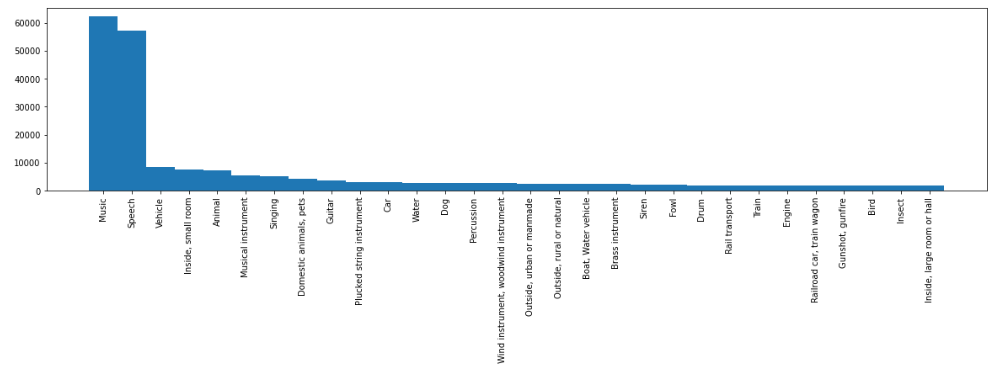 60000
50000
40000
30000
20000
10000
0
Music
Speech
Vehicle
Inside, small room
Animal
Musical instrument
Singing
Domestic animals, pets
Guitar
Plucked string instrument
Car
Water
Dog
Percussion
Wind instrument, woodwind instrument
Outside, urban or manmade
Outside, rural or natural
Boat, Water vehicle
Brass instrument
Siren
Fowl
Drum
Rail transport
Train
Engine
Railroad car, train wagon
Gunshot, gunfire
Bird
Insect
Inside, large room or hall